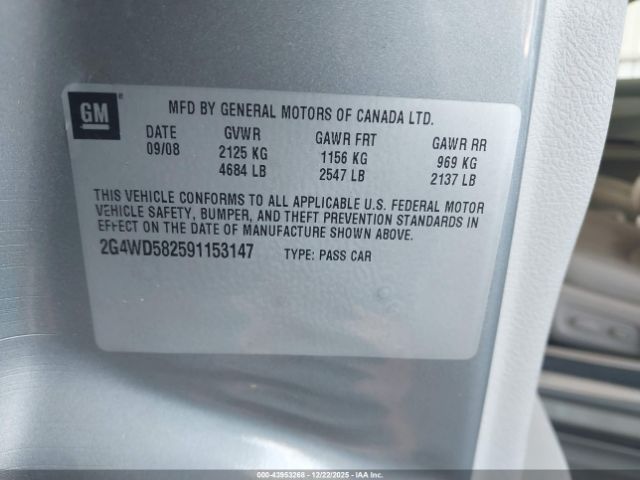 GM
MFD BY GENERAL MOTORS OF CANADA LTD.
DATE GVWR GAWR FRT GAWR RR
09/08 2125 KG 1156 KG 969 KG
4684 LB 2547 LB 2137 LB
THIS VEHICLE CONFORMS TO ALL APPLICABLE U.S. FEDERAL MOTOR
VEHICLE SAFETY, BUMPER, AND THEFT PREVENTION STANDARDS IN
EFFECT ON THE DATE OF MANUFACTURE SHOWN ABOVE.
2G4WD582591153147 TYPE: PASS CAR
00-43953268 - 12/22/2025 - IAA Inc.